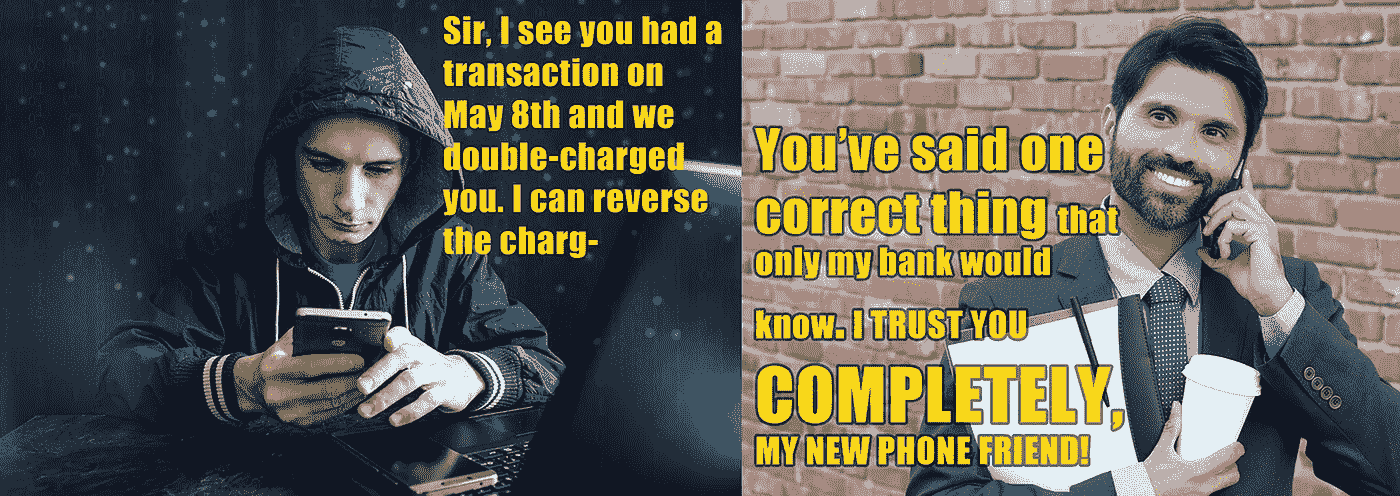 Sir, I see you had a
transaction on
May 8th and we
double-charged
you. I can reverse
the charg-
You've said one
correct thing that
only my bank would
know. I TRUST YOU
COMPLETELY,
MY NEW PHONE FRIEND!